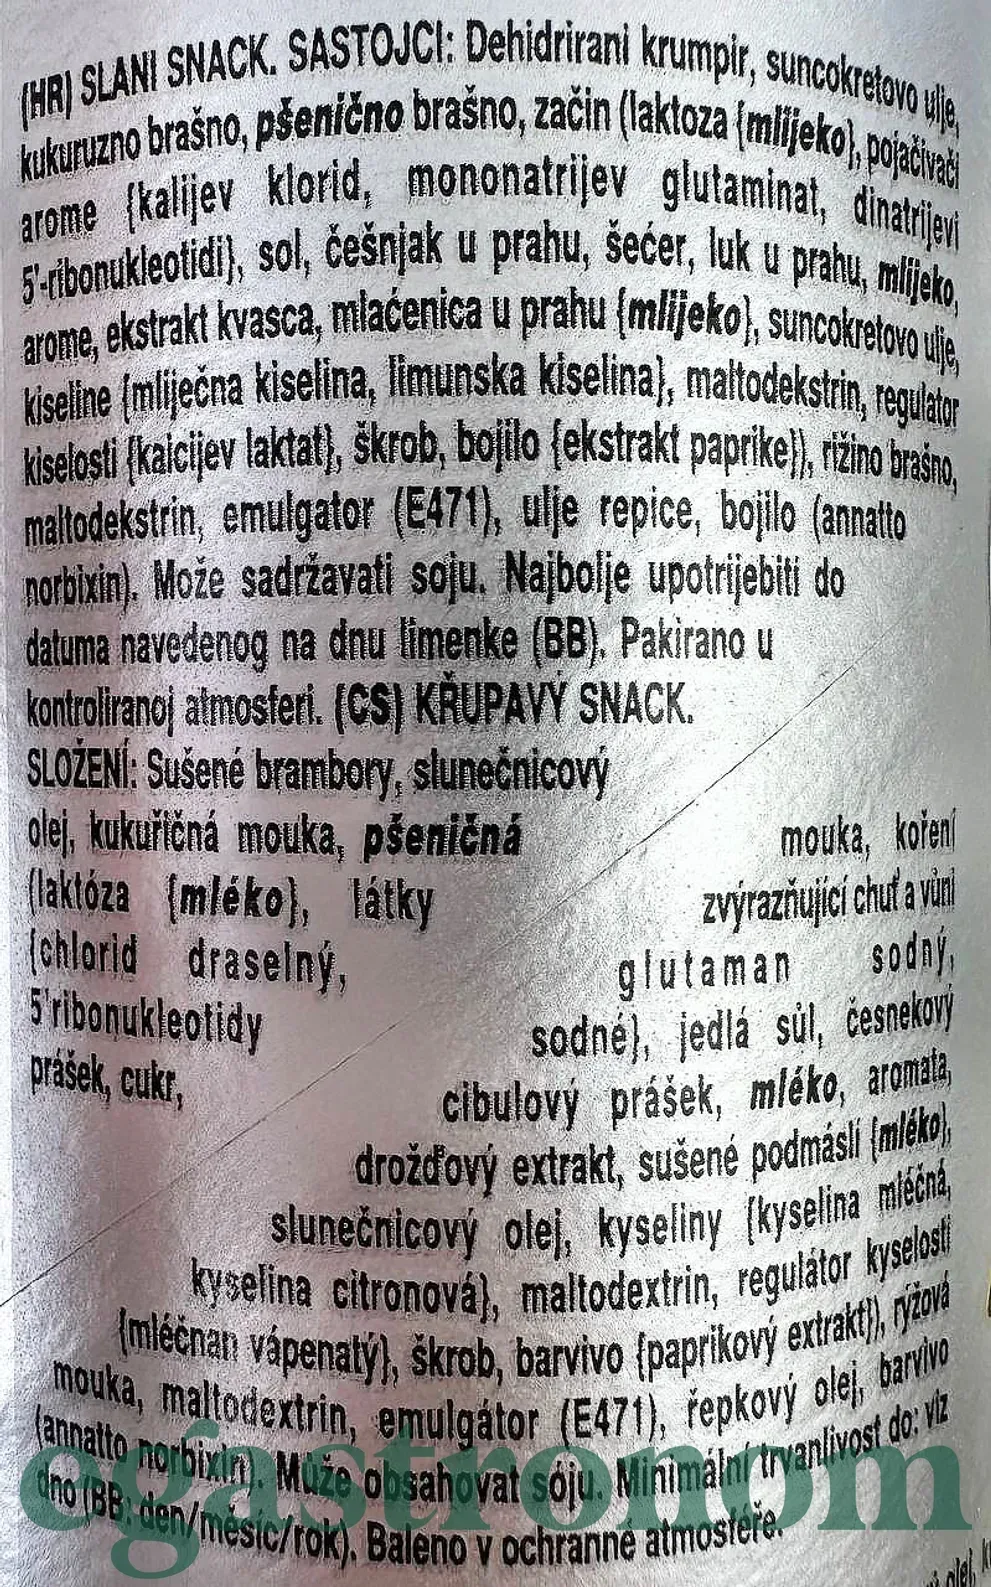 (HR) SLANI SNACK. SASTOJCI: Dehidrirani krumpir, suncokretovo ulje,
kukuruzno brašno, pšenično brašno, začin (laktoza {mlijeko}, pojačivači
arome {kalijev klorid, mononatrijev glutaminat, dinatrijevi
5'-ribonukleotidi}, sol, češnjak u prahu, šećer, luk u prahu, mlijeko,
arome, ekstrakt kvasca, mlaćenica u prahu {mlijeko}, suncokretovo ulje,
kiseline {mliječna kiselina, limunska kiselina}, maltodekstrin, regulator
kiselosti {kalcijev laktat}, škrob, bojilo {ekstrakt paprike}), rižino brašno,
maltodekstrin, emulgator (E471), ulje repice, bojilo (annatto
norbixin). Može sadržavati soju. Najbolje upotrijebiti do
datuma navedenog na dnu limenke (BB). Pakirano u
kontroliranoj atmosferi. (CS) KŘUPAVÝ SNACK.
SLOŽENÍ: Sušené brambory, slunečnicový
olej, kukuřičná mouka, pšeničná mouka, koření
(laktóza {mléko}, látky zvýrazňující chuť a vůni
{chlorid draselný, glutaman sodný,
5'ribonukleotidy sodné}, jedlá sůl, česnekový
prášek, cukr, cibulový prášek, mléko, aromata,
drožďový extrakt, sušené podmáslí {mléko},
slunečnicový olej, kyseliny {kyselina mléčná,
kyselina citronová}, maltodextrin, regulátor kyselosti
{mléčnan vápenatý}, škrob, barvivo {paprikový extrakt}), rýžová
mouka, maltodextrin, emulgátor (E471), řepkový olej, barvivo
(annatto norbixin). Může obsahovat sóju. Minimální trvanlivost do: viz
dno (BB: den/měsíc/rok). Baleno v ochranné atmosféře.
egastronom